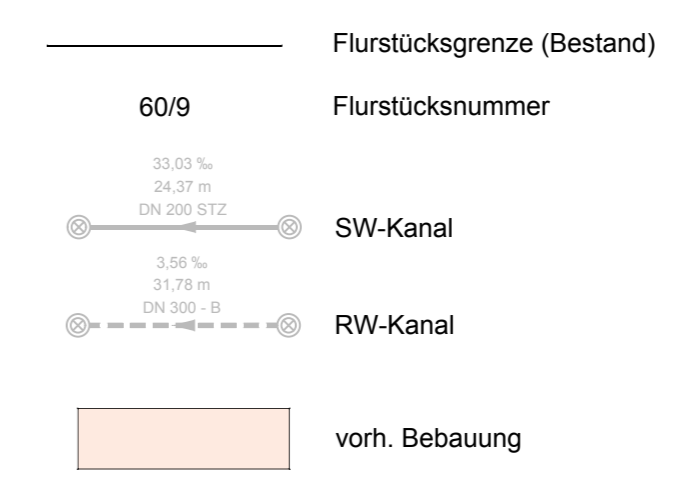 Flurstücksgrenze (Bestand)
60/9 Flurstücksnummer
33,03 ‰
24,37 m
DN 200 STZ
SW-Kanal
3,56 ‰
31,78 m
DN 300 - B
RW-Kanal
vorh. Bebauung